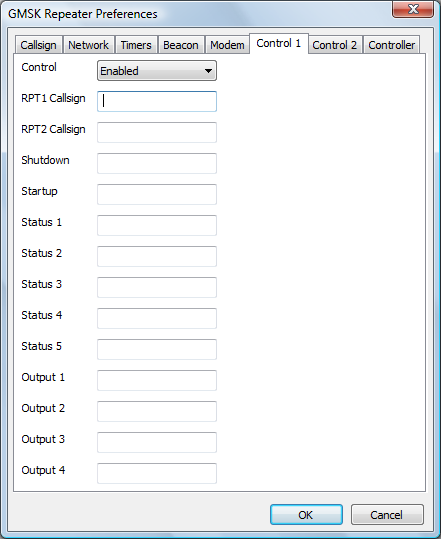 GMSK Repeater Preferences
Callsign Network Timers Beacon Modem Control 1 Control 2 Controller
Control Enabled
RPT1 Callsign
RPT2 Callsign
Shutdown
Startup
Status 1
Status 2
Status 3
Status 4
Status 5
Output 1
Output 2
Output 3
Output 4
OK Cancel